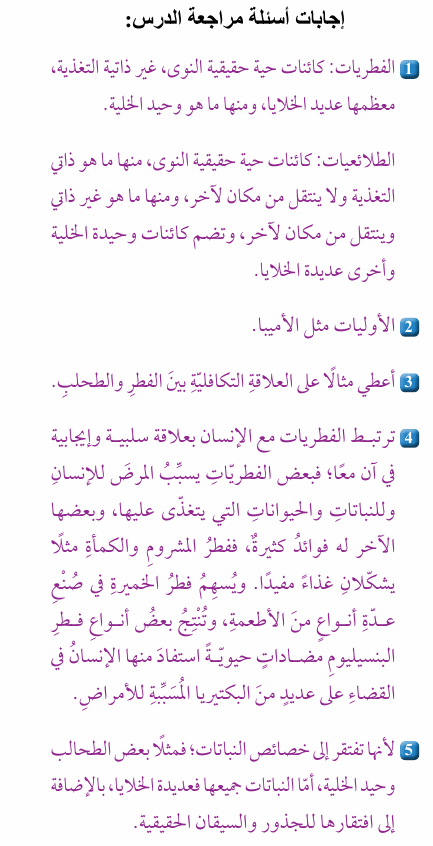 إجابات أسئلة مراجعة الدرس:
1 الفطريات: كائنات حية حقيقية النوى، غير ذاتية التغذية،
معظمها عديد الخلايا، ومنها ما هو وحيد الخلية.
الطلائعيات: كائنات حية حقيقية النوى، منها ما هو ذاتي
التغذية ولا ينتقل من مكان لآخر، ومنها ما هو غير ذاتي
وينتقل من مكان لآخر، وتضم كائنات وحيدة الخلية
وأخرى عديدة الخلايا.
2 الأوليات مثل الأميبا.
3 أعطي مثالًا على العلاقةِ التكافليّةِ بينَ الفطرِ والطحلبِ.
4 ترتبط الفطريات مع الإنسان بعلاقة سلبية وإيجابية
في آن معًا؛ فبعض الفطريّاتِ يسبِّبُ المرضَ للإنسانِ
وللنباتاتِ والحيواناتِ التي يتغذّى عليها، وبعضها
الآخر له فوائدُ كثيرةٌ، ففطرُ المشرومِ والكمأةِ مثلًا
يشكّلانِ غذاءً مفيدًا. ويُسهِمُ فطرُ الخميرةِ في صُنْعِ
عدّةِ أنواعٍ منَ الأطعمةِ، وتُنْتِجُ بعضُ أنواعِ فطرِ
البنسيليومِ مضاداتٍ حيويّةً استفادَ منها الإنسانُ في
القضاءِ على عديدٍ منَ البكتيريا المُسَبِّبةِ للأمراضِ.
5 لأنها تفتقر إلى خصائص النباتات؛ فمثلًا بعض الطحالب
وحيد الخلية، أمّا النباتات جميعها فعديدة الخلايا، بالإضافة
إلى افتقارها للجذور والسيقان الحقيقية.